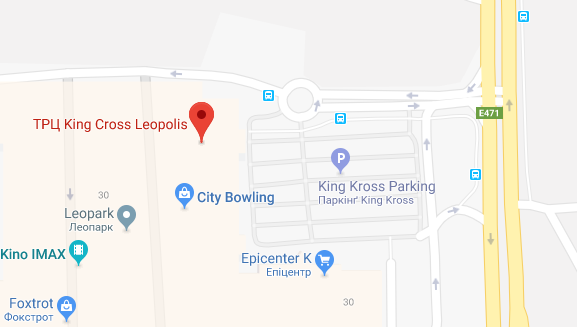 E471
ТРЦ King Cross Leopolis
P
King Kross Parking
Паркінґ King Kross
30
City Bowling
Leopark
Леопарк
Kino IMAX
Epicenter K
Епіцентр
30
Foxtrot
Фокстрот